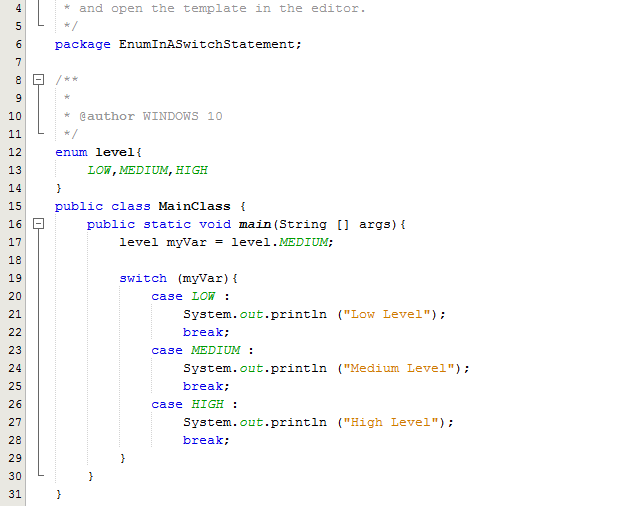 4 * and open the template in the editor.
5 */
6 package EnumInASwitchStatement;
7
8 /**
9 *
10 * @author WINDOWS 10
11 */
12 enum level{
13 LOW,MEDIUM,HIGH
14 }
15 public class MainClass {
16 public static void main(String [] args){
17 level myVar = level.MEDIUM;
18
19 switch (myVar){
20 case LOW :
21 System.out.println ("Low Level");
22 break;
23 case MEDIUM :
24 System.out.println ("Medium Level");
25 break;
26 case HIGH :
27 System.out.println ("High Level");
28 break;
29 }
30 }
31 }